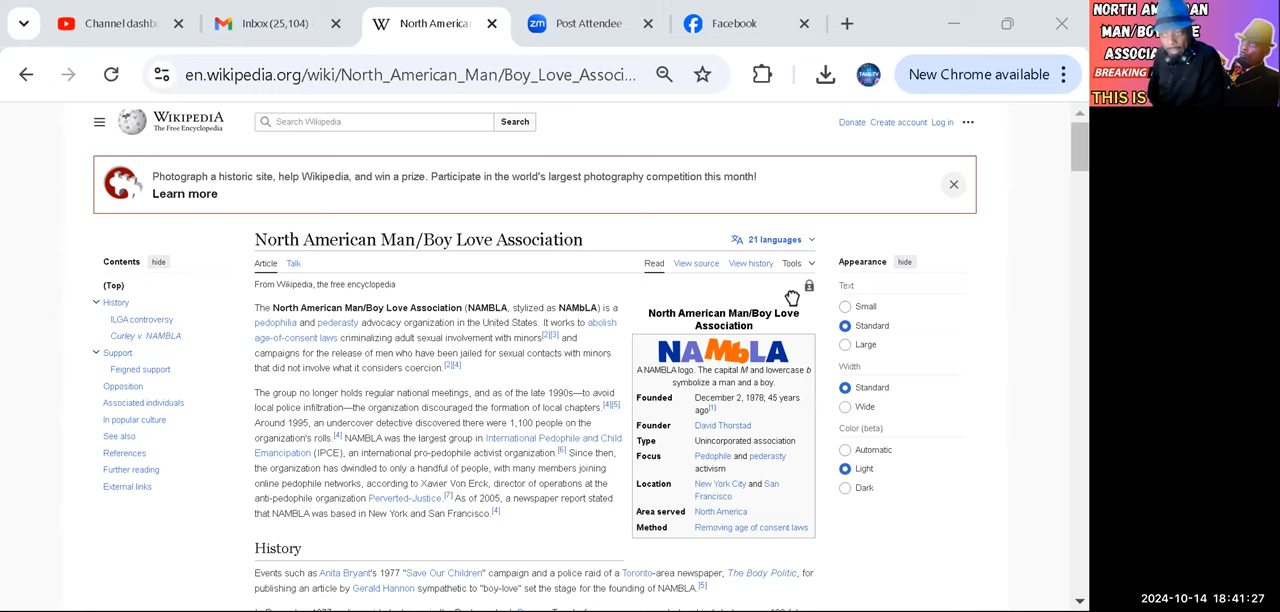 Channel dashb
Inbox (25,104)
North America
Post Attendee
Facebook
en.wikipedia.org/wiki/North_American_Man/Boy_Love_Associ...
New Chrome available
WIKIPEDIA
The Free Encyclopedia
Search Wikipedia
Search
Donate Create account Log in
Photograph a historic site, help Wikipedia, and win a prize. Participate in the world's largest photography competition this month!
Learn more
North American Man/Boy Love Association
21 languages
Article Talk
Read View source View history Tools
From Wikipedia, the free encyclopedia
Contents hide
(Top)
History
ILGA controversy
Curley v. NAMBLA
Support
Feigned support
Opposition
Associated individuals
In popular culture
See also
References
Further reading
External links
The North American Man/Boy Love Association (NAMBLA, stylized as NAMbLA) is a
pedophilia and pederasty advocacy organization in the United States. It works to abolish
age-of-consent laws criminalizing adult sexual involvement with minors[2][3] and
campaigns for the release of men who have been jailed for sexual contacts with minors
that did not involve what it considers coercion.[2][4]
The group no longer holds regular national meetings, and as of the late 1990s—to avoid
local police infiltration—the organization discouraged the formation of local chapters.[4][5]
Around 1995, an undercover detective discovered there were 1,100 people on the
organization's rolls.[4] NAMBLA was the largest group in International Pedophile and Child
Emancipation (IPCE), an international pro-pedophile activist organization.[6] Since then,
the organization has dwindled to only a handful of people, with many members joining
online pedophile networks, according to Xavier Von Erck, director of operations at the
anti-pedophile organization Perverted-Justice.[7] As of 2005, a newspaper report stated
that NAMBLA was based in New York and San Francisco.[4]
History
Events such as Anita Bryant's 1977 "Save Our Children" campaign and a police raid of a Toronto-area newspaper, The Body Politic, for
publishing an article by Gerald Hannon sympathetic to "boy-love" set the stage for the founding of NAMBLA.[5]
North American Man/Boy Love
Association
NAMbLA
A NAMBLA logo. The capital M and lowercase b
symbolize a man and a boy.
Founded December 2, 1978; 45 years
ago[1]
Founder David Thorstad
Type Unincorporated association
Focus Pedophile and pederasty
activism
Location New York City and San
Francisco
Area served North America
Method Removing age of consent laws
Appearance hide
Text
Small
Standard
Large
Width
Standard
Wide
Color (beta)
Automatic
Light
Dark
NORTH AM
AN
MAN/BO
E
ASSOCIA
BREAKING
THIS IS
2024-10-14 18:41:27